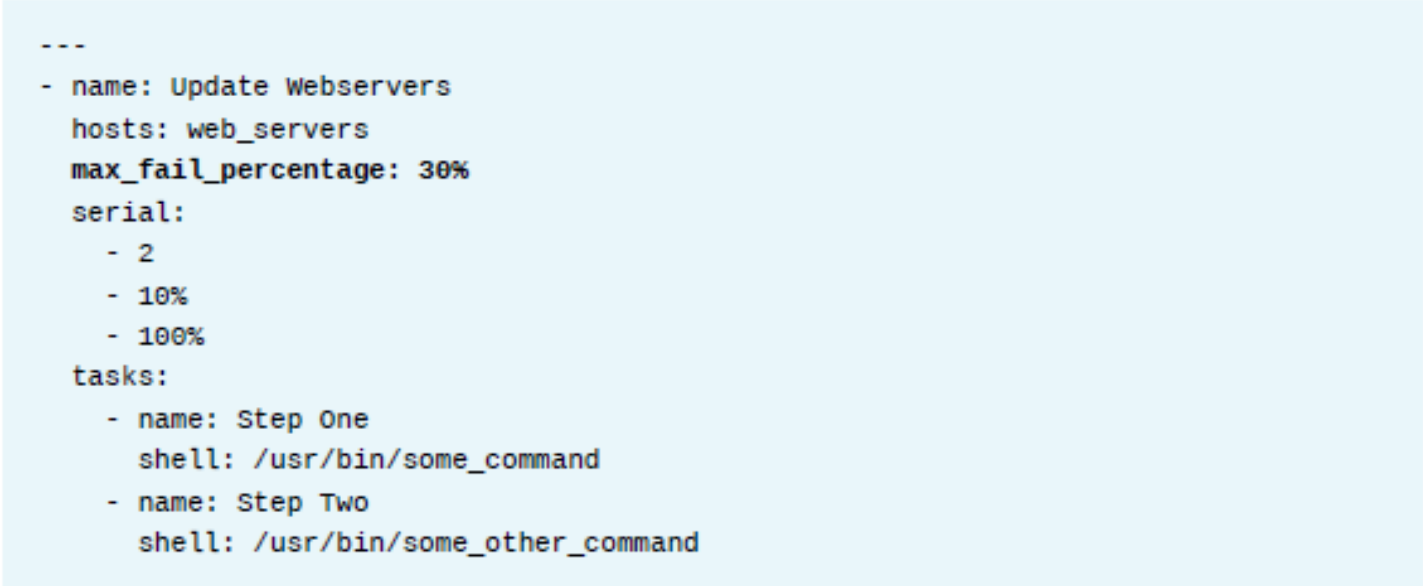 ---
- name: Update Webservers
  hosts: web_servers
  max_fail_percentage: 30%
  serial:
    - 2
    - 10%
    - 100%
  tasks:
    - name: Step One
      shell: /usr/bin/some_command
    - name: Step Two
      shell: /usr/bin/some_other_command